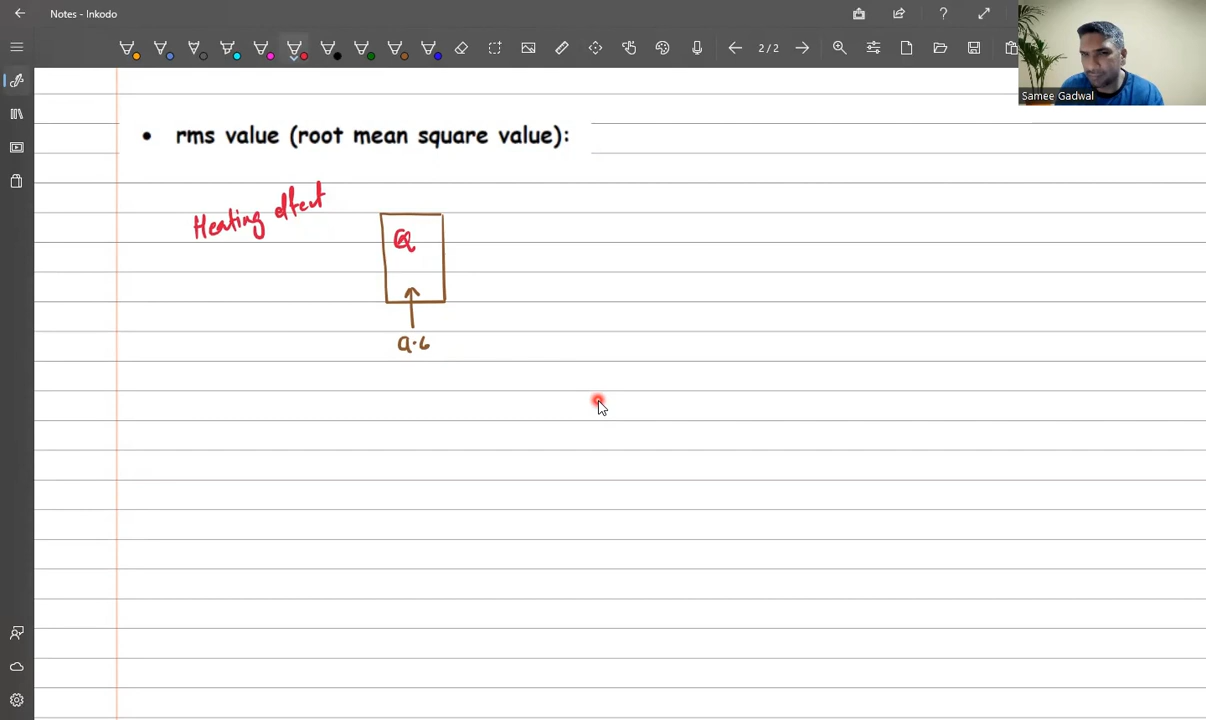 Notes - Inkodo
2/2
Samee Gadwal
• rms value (root mean square value):
Heating effect
Q
a.c